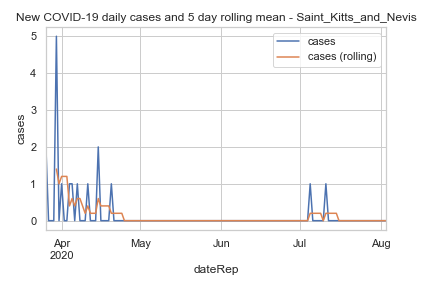 New COVID-19 daily cases and 5 day rolling mean - Saint_Kitts_and_Nevis
cases
cases (rolling)
5
4
3
2
1
0
cases
Apr
2020
May
Jun
Jul
Aug
dateRep